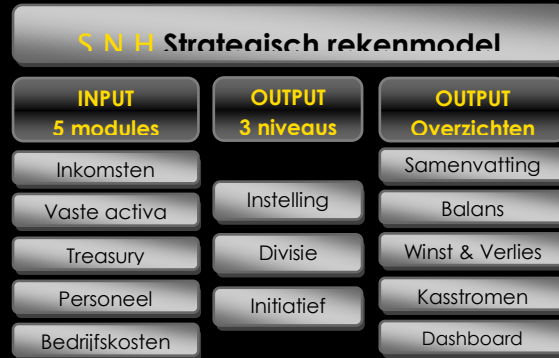 S N H Strategisch rekenmodel
INPUT
5 modules
Inkomsten
Vaste activa
Treasury
Personeel
Bedrijfskosten
OUTPUT
3 niveaus
Instelling
Divisie
Initiatief
OUTPUT
Overzichten
Samenvatting
Balans
Winst & Verlies
Kasstromen
Dashboard